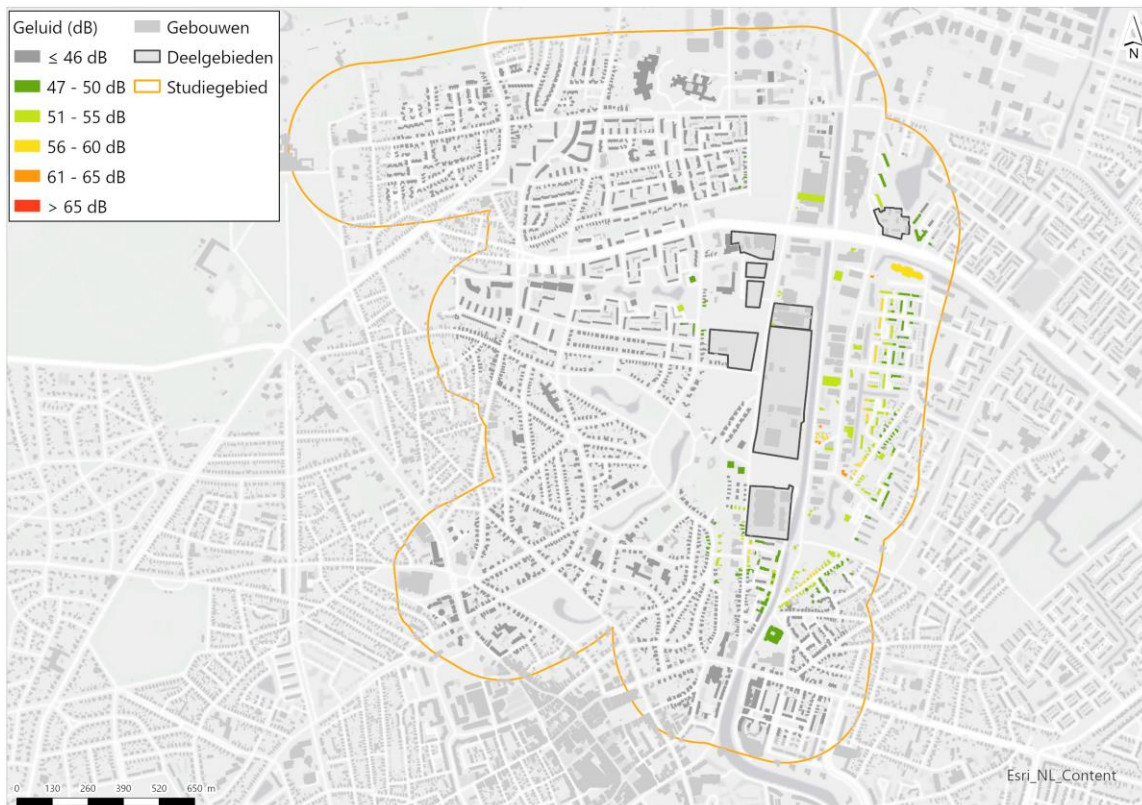 Geluid (dB)
≤ 46 dB
47 - 50 dB
51 - 55 dB
56 - 60 dB
61 - 65 dB
> 65 dB
Gebouwen
Deelgebieden
Studiegebied
N
Esri_NL_Content
0 130 260 390 520 650 m